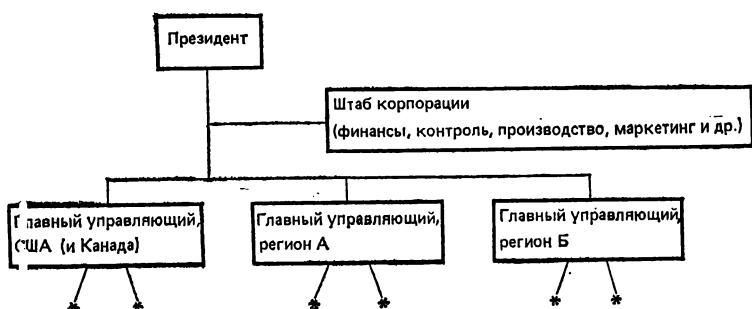 Президент
Штаб корпорации
(финансы, контроль, производство, маркетинг и др.)
Главный управляющий,
США (и Канада)
Главный управляющий,
регион А
Главный управляющий,
регион Б
* * * * * *